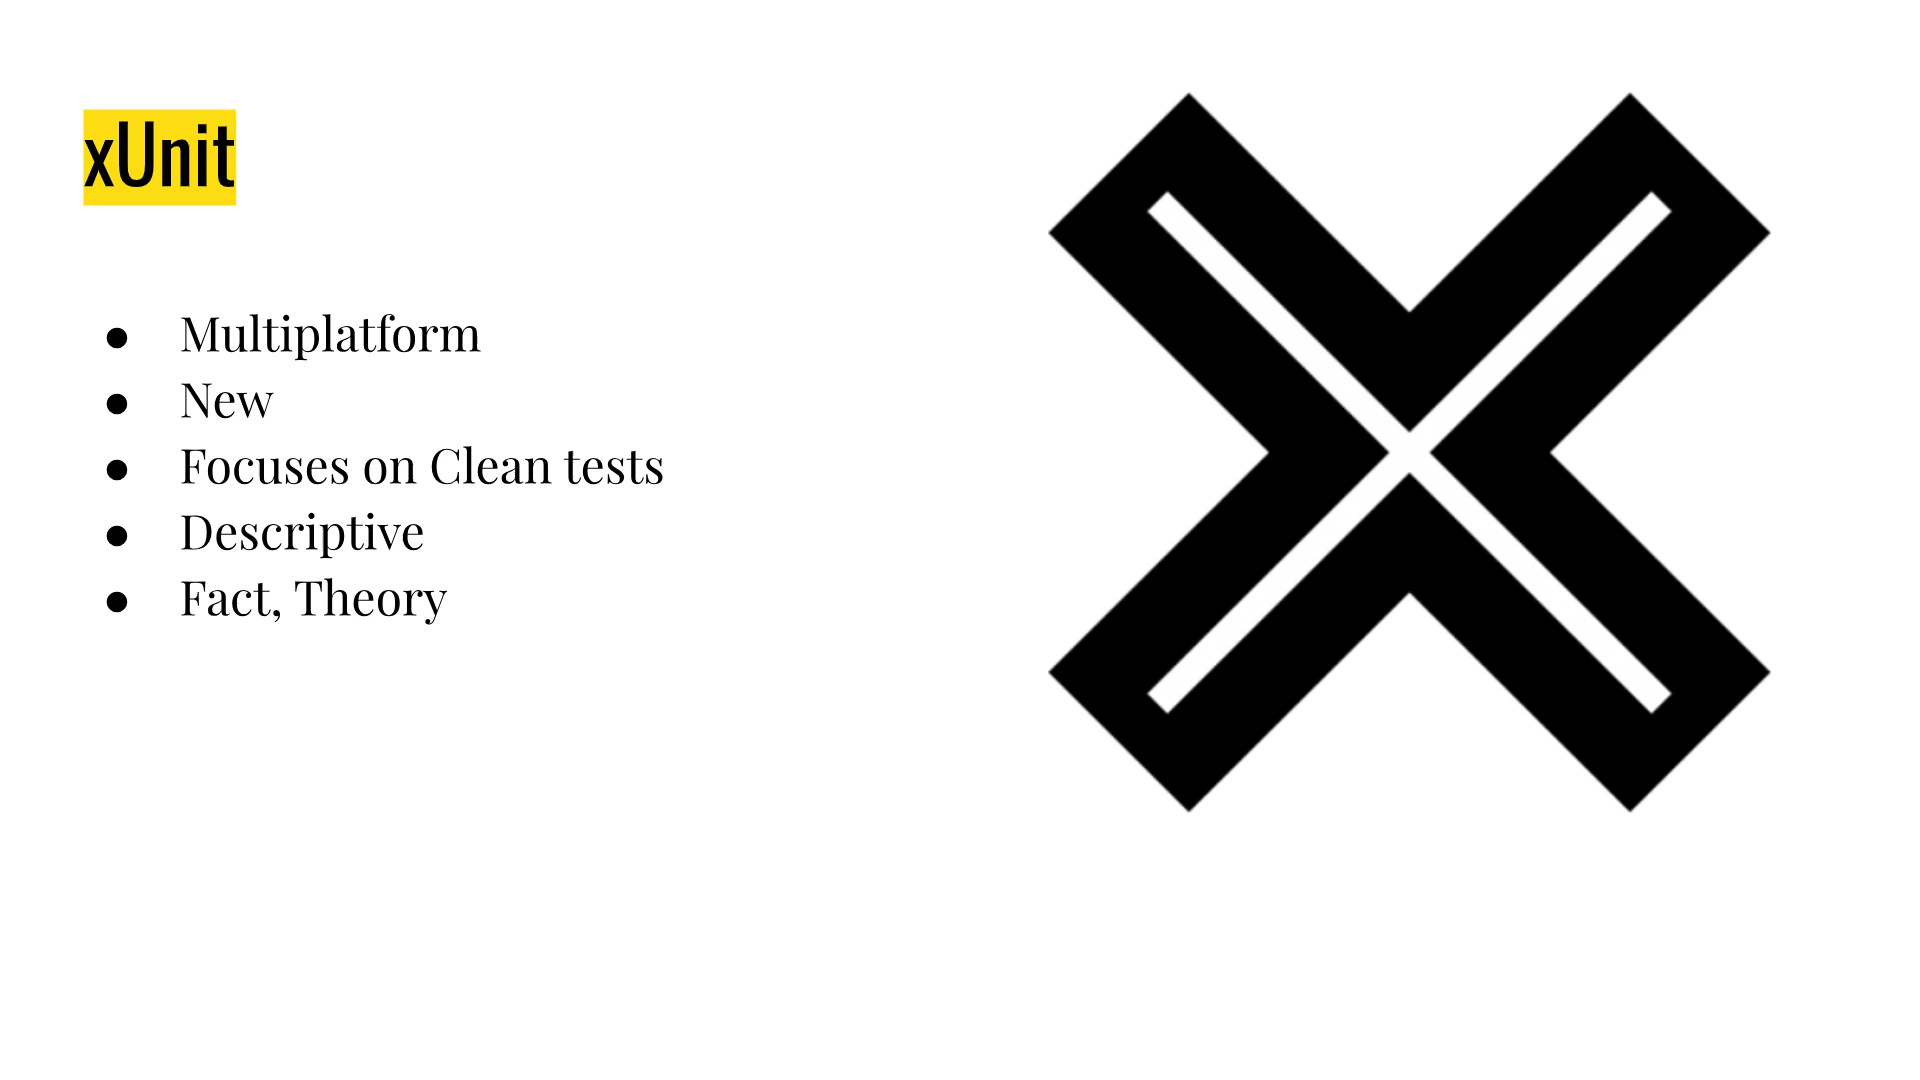 xUnit
● Multiplatform
● New
● Focuses on Clean tests
● Descriptive
● Fact, Theory